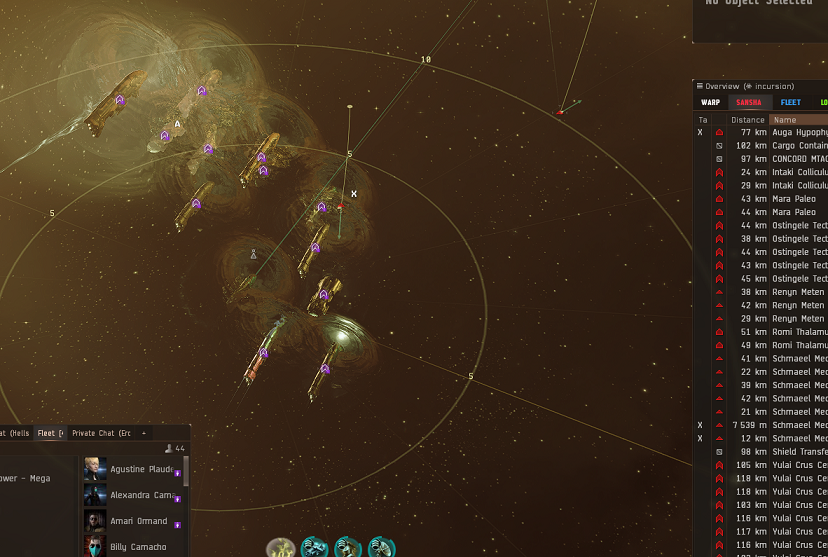 No Object Selected
Overview (✳ incursion)
WARP SANSHA FLEET LO
Ta Distance Name
X 77 km Auga Hypophy
102 km Cargo Contain
97 km CONCORD MTAC
24 km Intaki Collicul
29 km Intaki Collicul
43 km Mara Paleo
44 km Mara Paleo
44 km Ostingele Tect
38 km Ostingele Tect
44 km Ostingele Tect
43 km Ostingele Tect
45 km Ostingele Tect
38 km Renyn Meten
42 km Renyn Meten
29 km Renyn Meten
51 km Romi Thalamu
49 km Romi Thalamu
41 km Schmaeel Med
22 km Schmaeel Med
39 km Schmaeel Med
42 km Schmaeel Med
21 km Schmaeel Med
X 7 539 m Schmaeel Med
X 12 km Schmaeel Med
98 km Shield Transfe
105 km Yulai Crus Ce
118 km Yulai Crus Ce
118 km Yulai Crus Ce
103 km Yulai Crus Ce
116 km Yulai Crus Ce
117 km Yulai Crus Ce
116 km Yulai Crus Ce
10
5
5
5
A
X
at (Hells Fleet [ Private Chat (Erc
44
ower - Mega
Agustine Plaude
Alexandra Cama
Amari Ormand
Billy Camacho